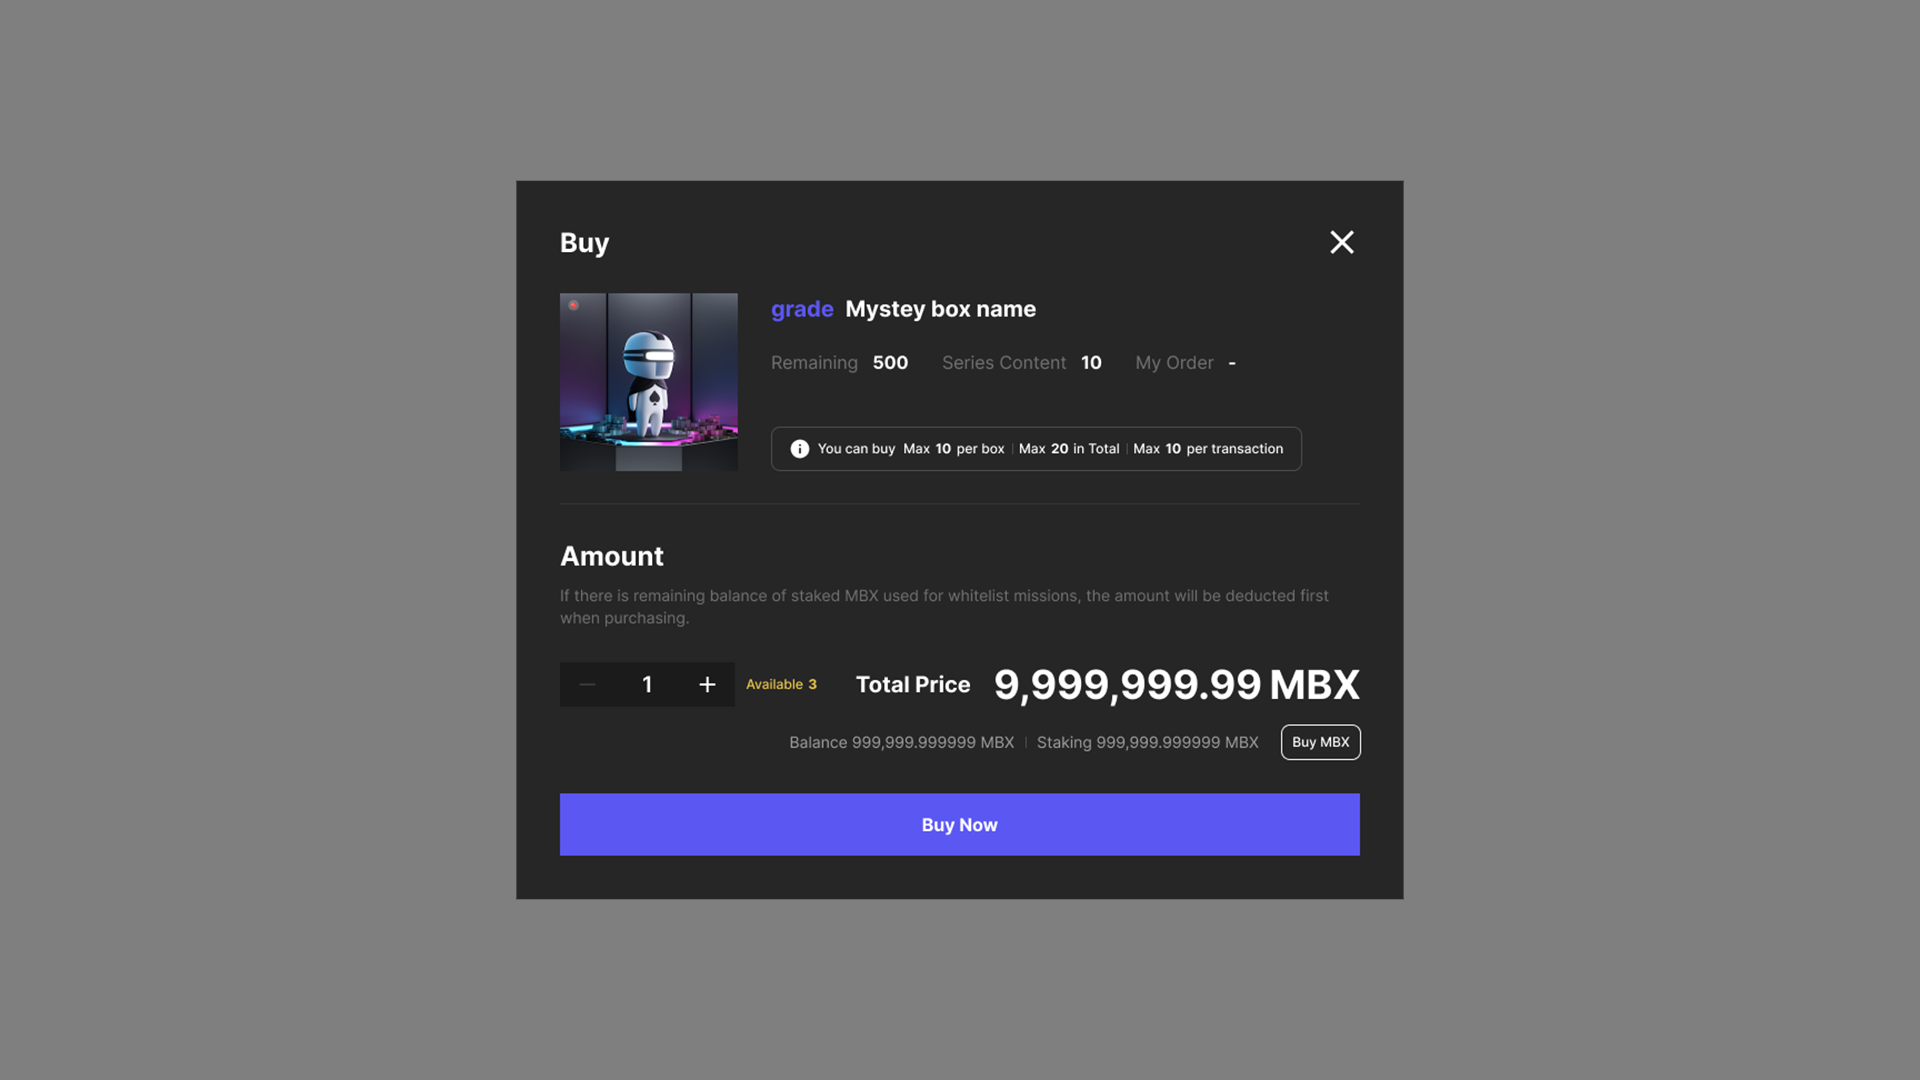 Buy
grade Mystey box name
Remaining 500 Series Content 10 My Order -
You can buy Max 10 per box | Max 20 in Total | Max 10 per transaction
Amount
If there is remaining balance of staked MBX used for whitelist missions, the amount will be deducted first
when purchasing.
1 Available 3 Total Price 9,999,999.99 MBX
Balance 999,999.999999 MBX | Staking 999,999.999999 MBX Buy MBX
Buy Now